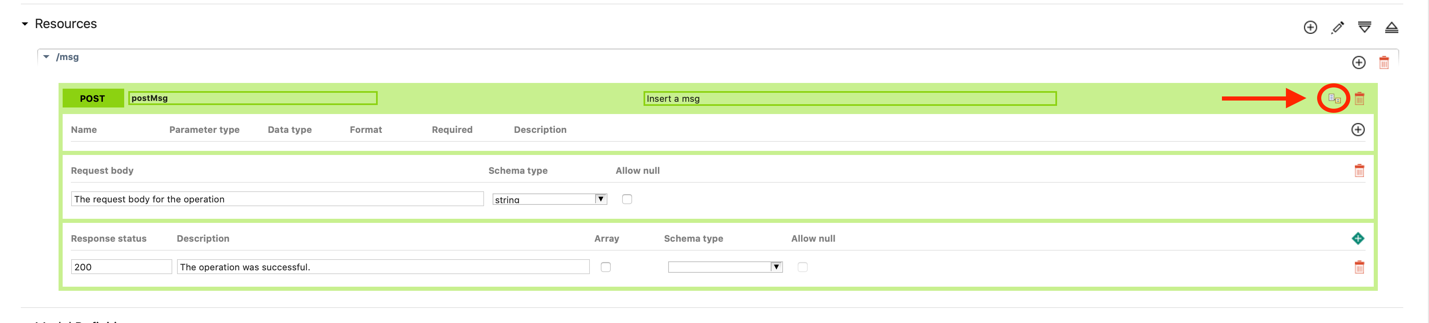 Resources
/msg
POST postMsg Insert a msg
Name Parameter type Data type Format Required Description
Request body Schema type Allow null
The request body for the operation string
Response status Description Array Schema type Allow null
200 The operation was successful.